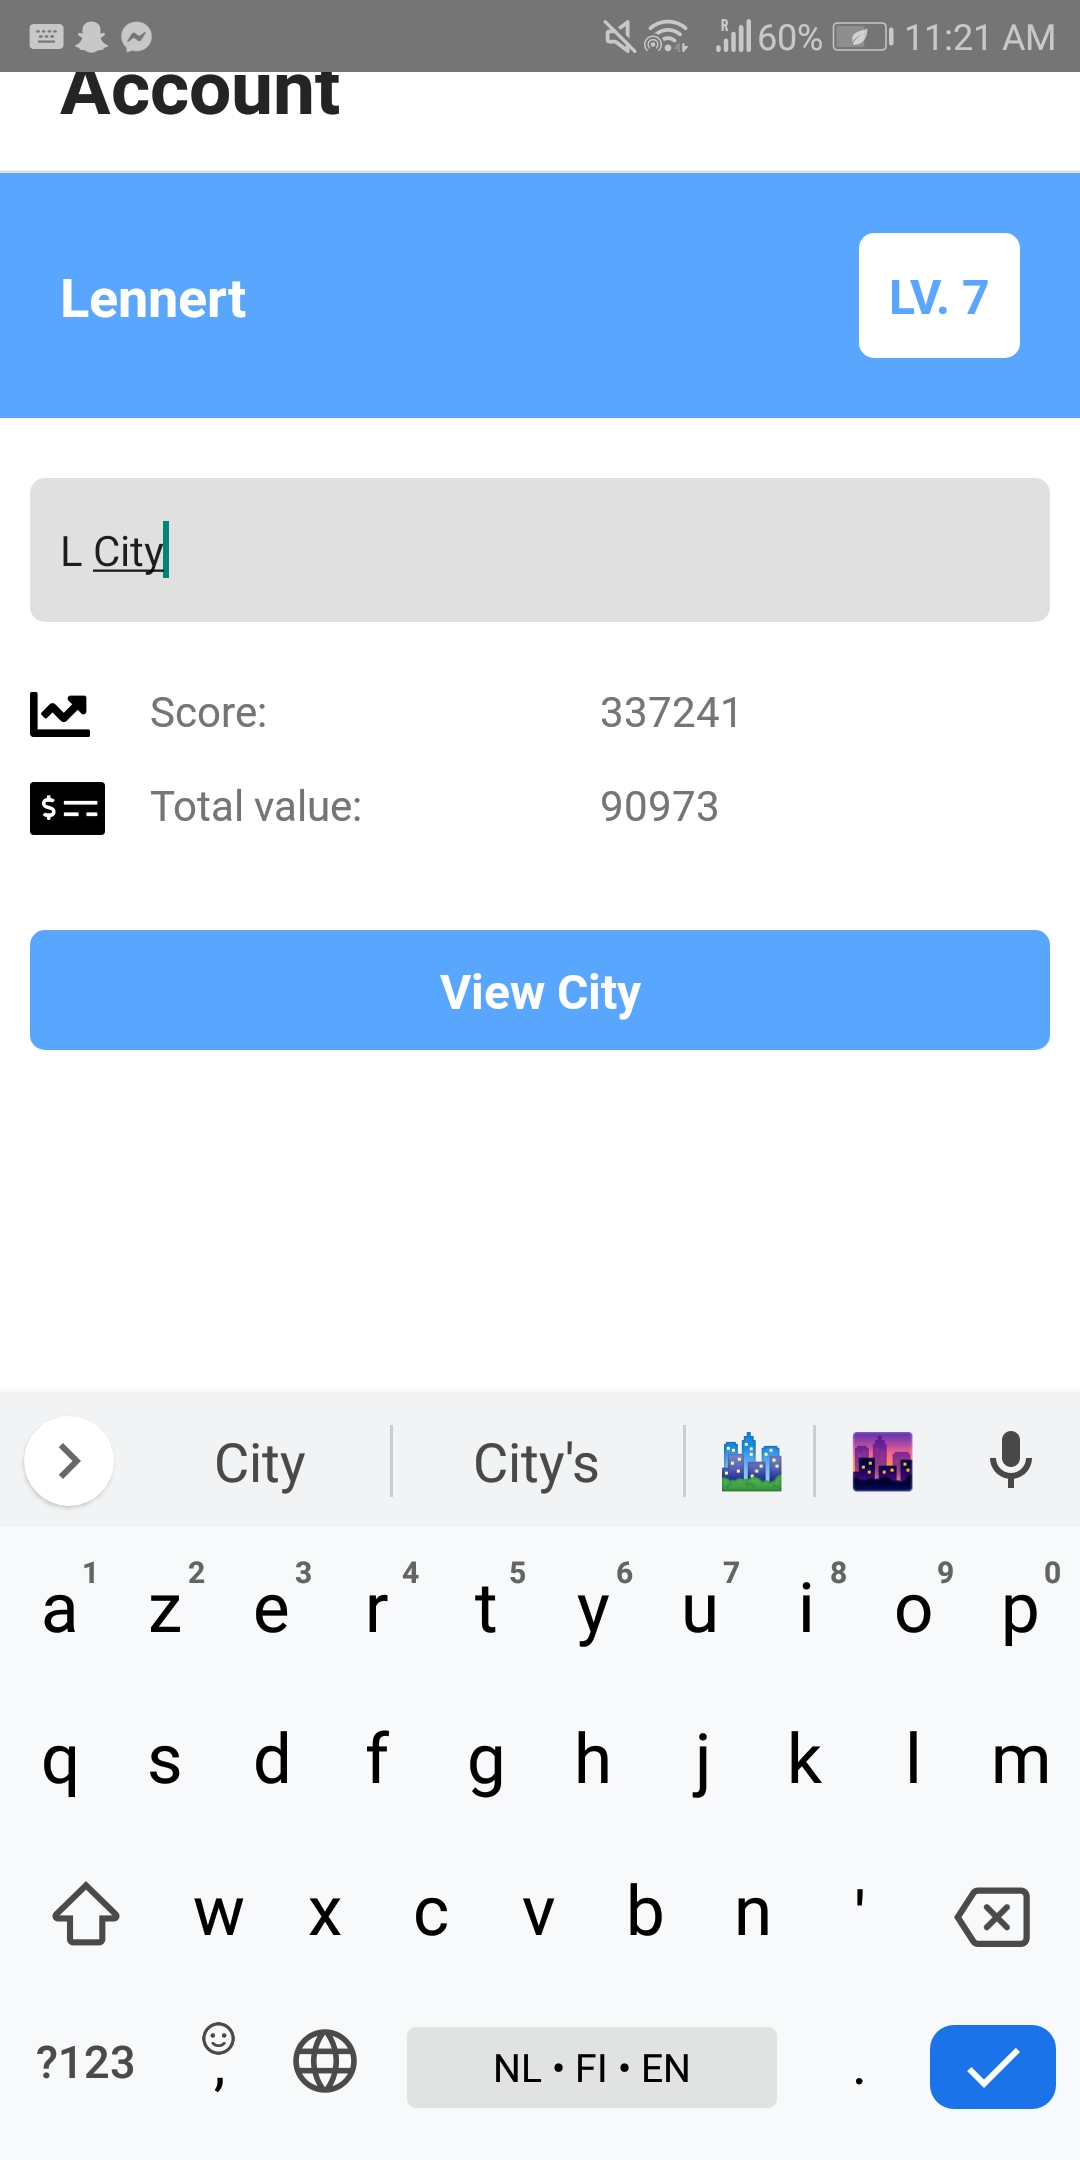 R 60% 11:21 AM
Account
Lennert LV. 7
L City
Score: 337241
$ Total value: 90973
View City
City City's
1 2 3 4 5 6 7 8 9 0
a z e r t y u i o p
q s d f g h j k l m
w x c v b n '
?123 , NL • FI • EN .